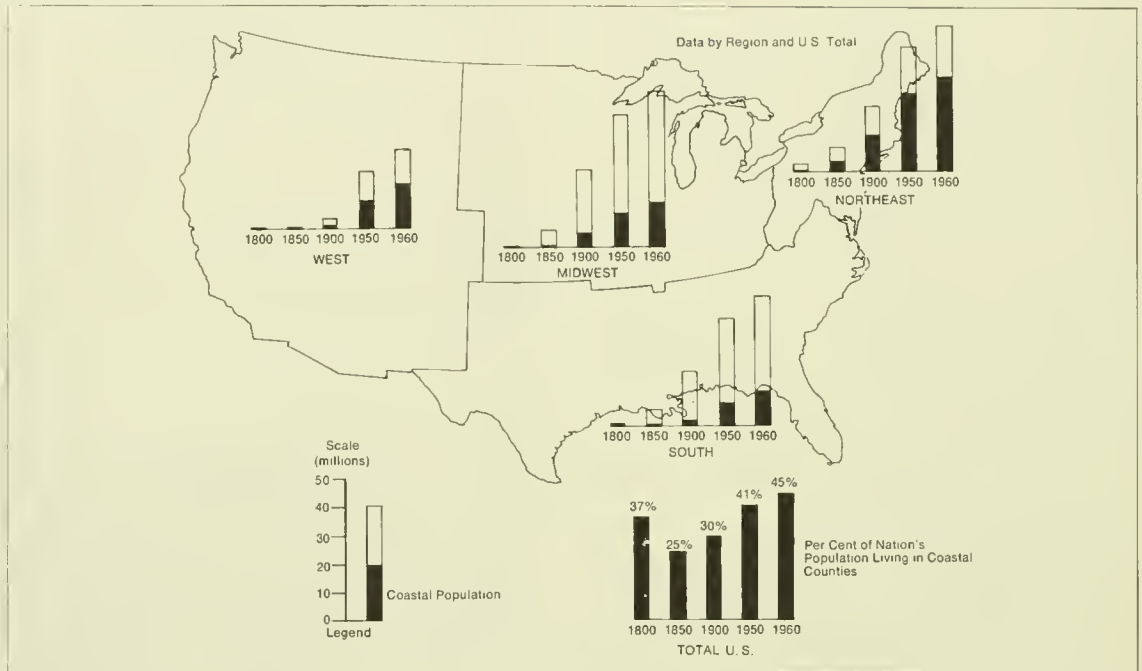 Data by Region and U S Total
1800 1850 1900 1950 1960
NORTHEAST
1800 1850 1900 1950 1960
WEST
1800 1850 1900 1950 1960
MIDWEST
1800 1850 1900 1950 1960
SOUTH
Scale
(millions)
50
40
30
20
10
0
Coastal Population
Legend
37%
25%
30%
41%
45%
Per Cent of Nation's
Population Living in Coastal
Counties
1800 1850 1900 1950 1960
TOTAL U. S.